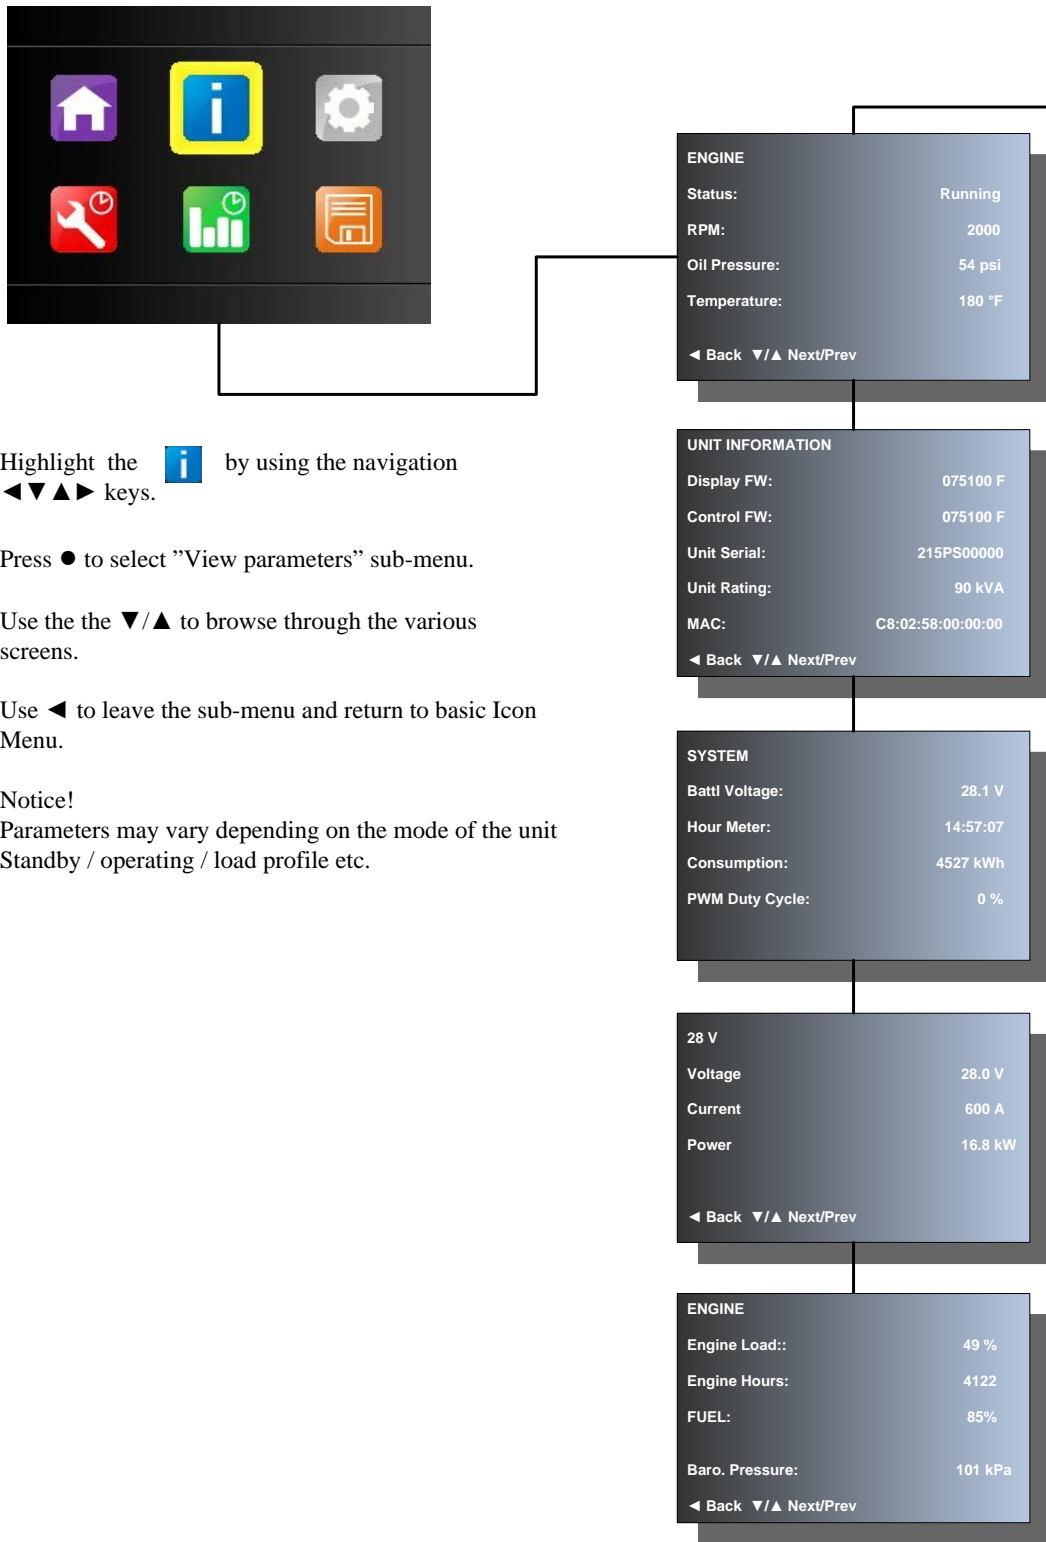 Highlight the i by using the navigation
◄▼▲► keys.
Press ● to select ”View parameters” sub-menu.
Use the the ▼/▲ to browse through the various
screens.
Use ◄ to leave the sub-menu and return to basic Icon
Menu.
Notice!
Parameters may vary depending on the mode of the unit
Standby / operating / load profile etc.
ENGINE
Status: Running
RPM: 2000
Oil Pressure: 54 psi
Temperature: 180 °F
◄ Back ▼/▲ Next/Prev
UNIT INFORMATION
Display FW: 075100 F
Control FW: 075100 F
Unit Serial: 215PS00000
Unit Rating: 90 kVA
MAC: C8:02:58:00:00:00
◄ Back ▼/▲ Next/Prev
SYSTEM
Battl Voltage: 28.1 V
Hour Meter: 14:57:07
Consumption: 4527 kWh
PWM Duty Cycle: 0 %
28 V
Voltage 28.0 V
Current 600 A
Power 16.8 kW
◄ Back ▼/▲ Next/Prev
ENGINE
Engine Load:: 49 %
Engine Hours: 4122
FUEL: 85%
Baro. Pressure: 101 kPa
◄ Back ▼/▲ Next/Prev